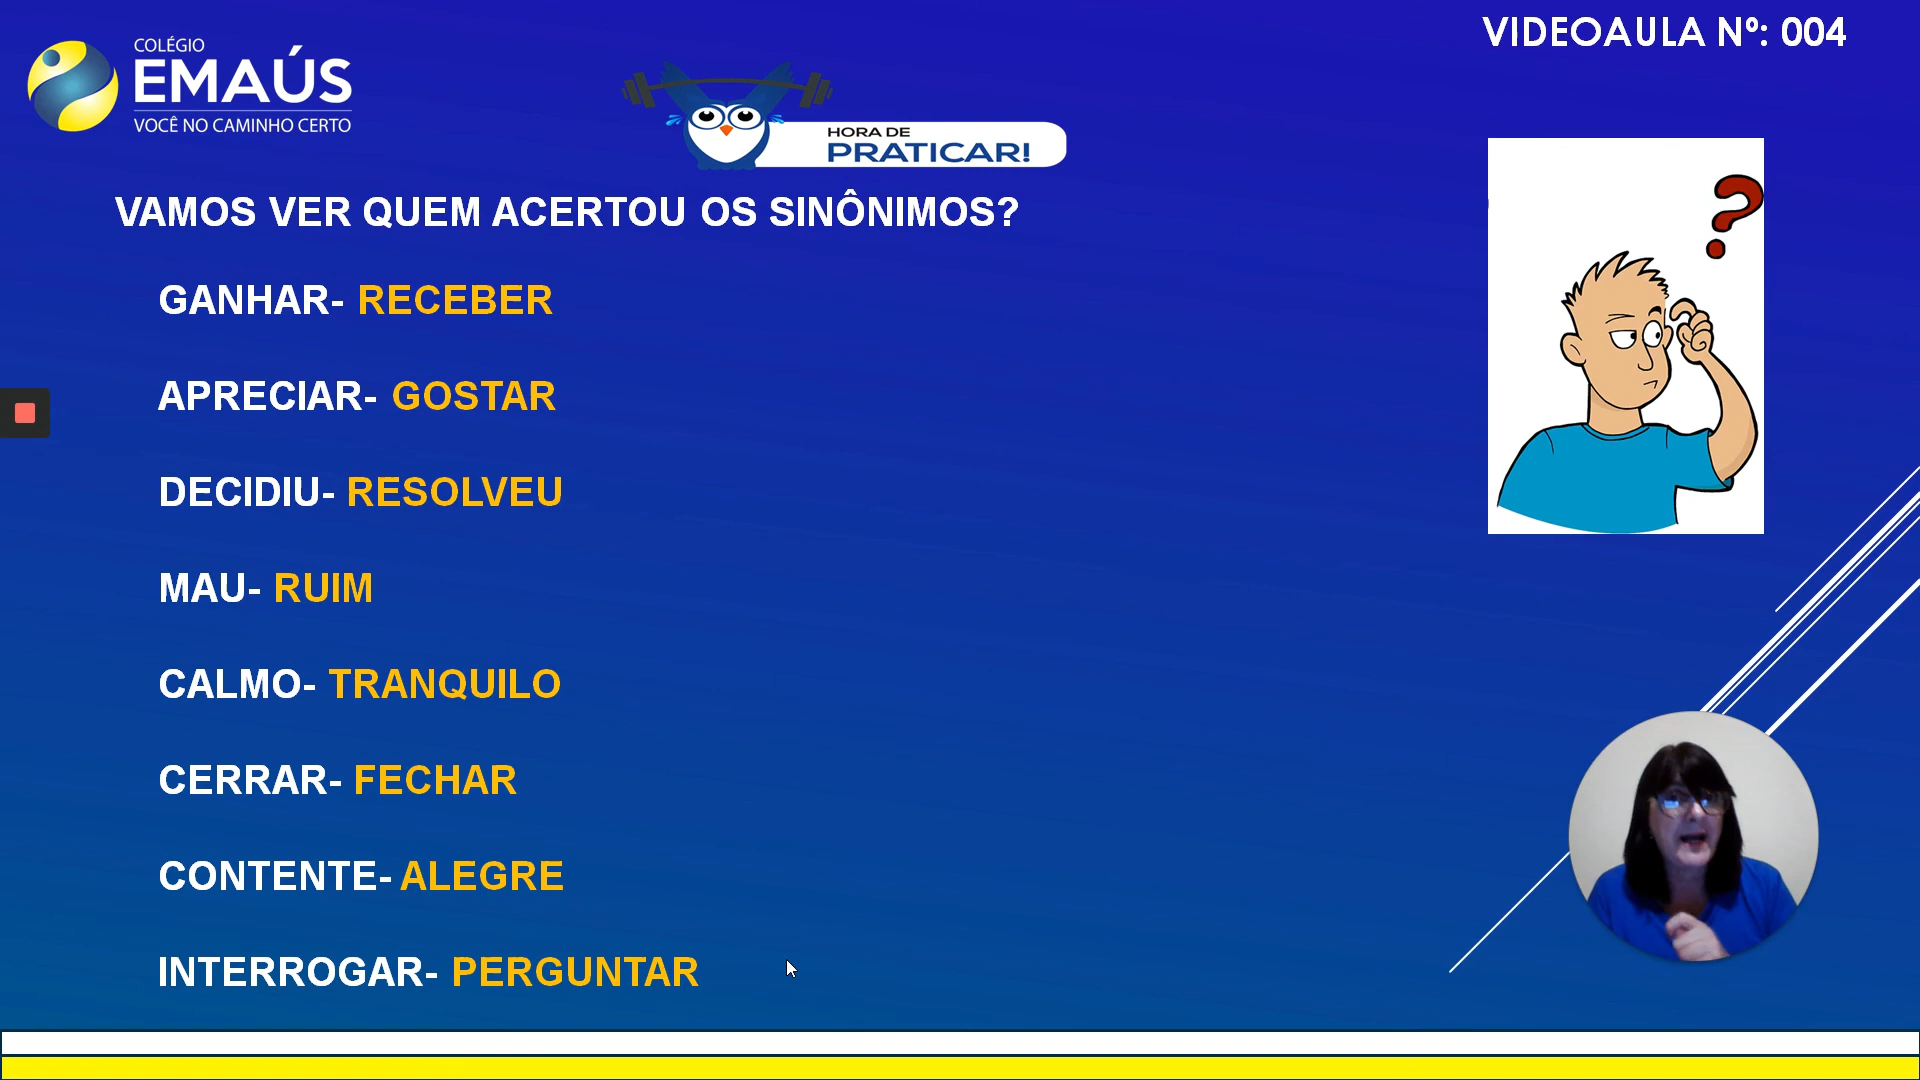 VIDEOAULA Nº: 004
COLÉGIO
EMAÚS
VOCÊ NO CAMINHO CERTO
HORA DE
PRATICAR!
VAMOS VER QUEM ACERTOU OS SINÔNIMOS?
GANHAR- RECEBER
APRECIAR- GOSTAR
DECIDIU- RESOLVEU
MAU- RUIM
CALMO- TRANQUILO
CERRAR- FECHAR
CONTENTE- ALEGRE
INTERROGAR- PERGUNTAR